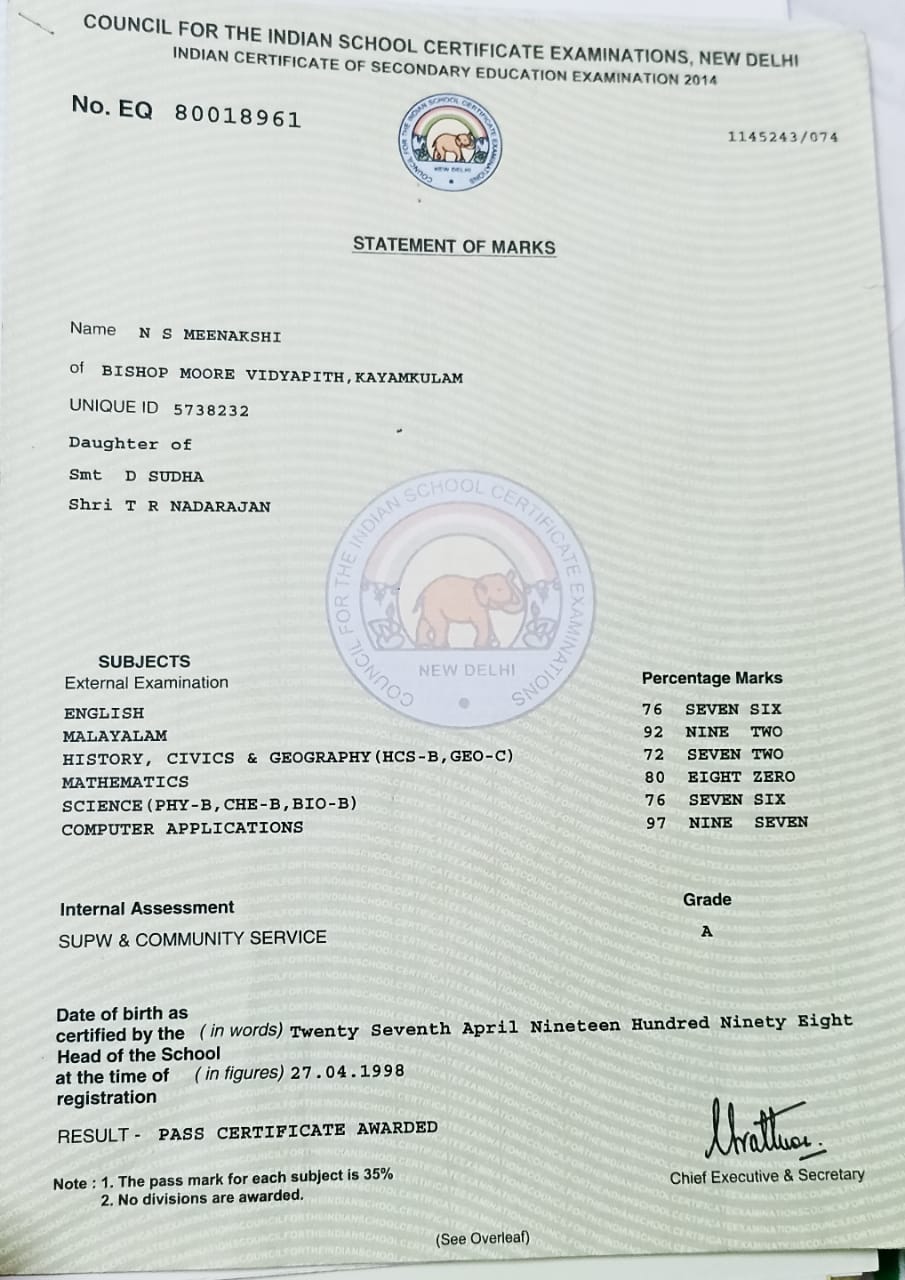 COUNCIL FOR THE INDIAN SCHOOL CERTIFICATE EXAMINATIONS, NEW DELHI
INDIAN CERTIFICATE OF SECONDARY EDUCATION EXAMINATION 2014
No. EQ 80018961
COUNCIL FOR THE INDIAN SCHOOL CERTIFICATE EXAMINATIONS
NEW DELHI
1145243/074
STATEMENT OF MARKS
Name N S MEENAKSHI
of BISHOP MOORE VIDYAPITH,KAYAMKULAM
UNIQUE ID 5738232
Daughter of
Smt D SUDHA
Shri T R NADARAJAN
COUNCIL FOR THE INDIAN SCHOOL CERTIFICATE EXAMINATIONS
NEW DELHI
SUBJECTS
External Examination Percentage Marks
ENGLISH 76 SEVEN SIX
MALAYALAM 92 NINE TWO
HISTORY, CIVICS & GEOGRAPHY(HCS-B,GEO-C) 72 SEVEN TWO
MATHEMATICS 80 EIGHT ZERO
SCIENCE(PHY-B,CHE-B,BIO-B) 76 SEVEN SIX
COMPUTER APPLICATIONS 97 NINE SEVEN
Internal Assessment Grade
SUPW & COMMUNITY SERVICE A
Date of birth as
certified by the (in words) Twenty Seventh April Nineteen Hundred Ninety Eight
Head of the School
at the time of (in figures) 27.04.1998
registration
RESULT - PASS CERTIFICATE AWARDED
Chief Executive & Secretary
Note : 1. The pass mark for each subject is 35%
2. No divisions are awarded.
(See Overleaf)